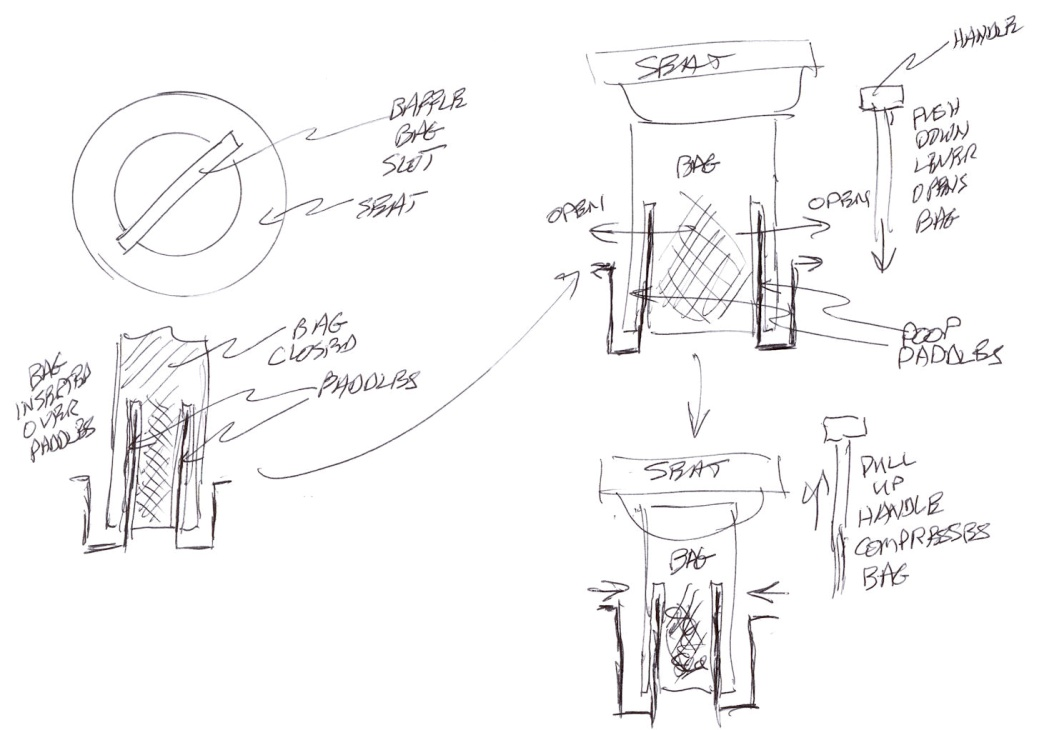 BAFFLE
BAG
SLOT
SEAT
BAG
CLOSED
BAG
INSERTED
OVER
PADDLES
PADDLES
HANDLE
SEAT
PUSH
DOWN
LEVER
OPENS
BAG
BAG
OPEN
OPEN
POOP
PADDLES
SEAT
PULL
UP
HANDLE
COMPRESSES
BAG
BAG